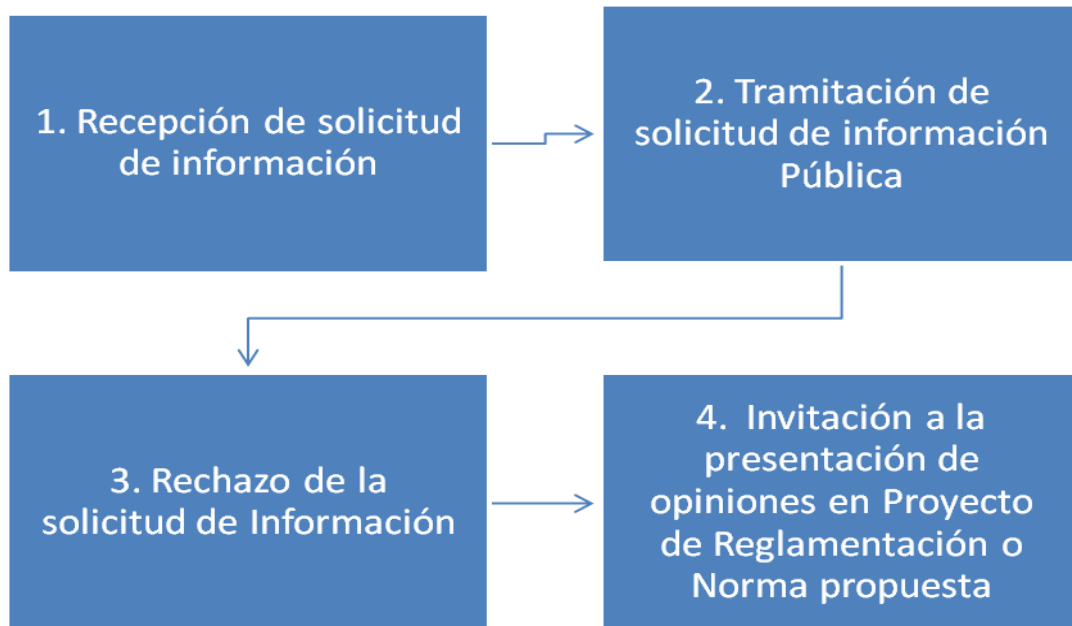 1. Recepción de solicitud
de información
2. Tramitación de
solicitud de información
Pública
3. Rechazo de la
solicitud de Información
4. Invitación a la
presentación de
opiniones en Proyecto
de Reglamentación o
Norma propuesta